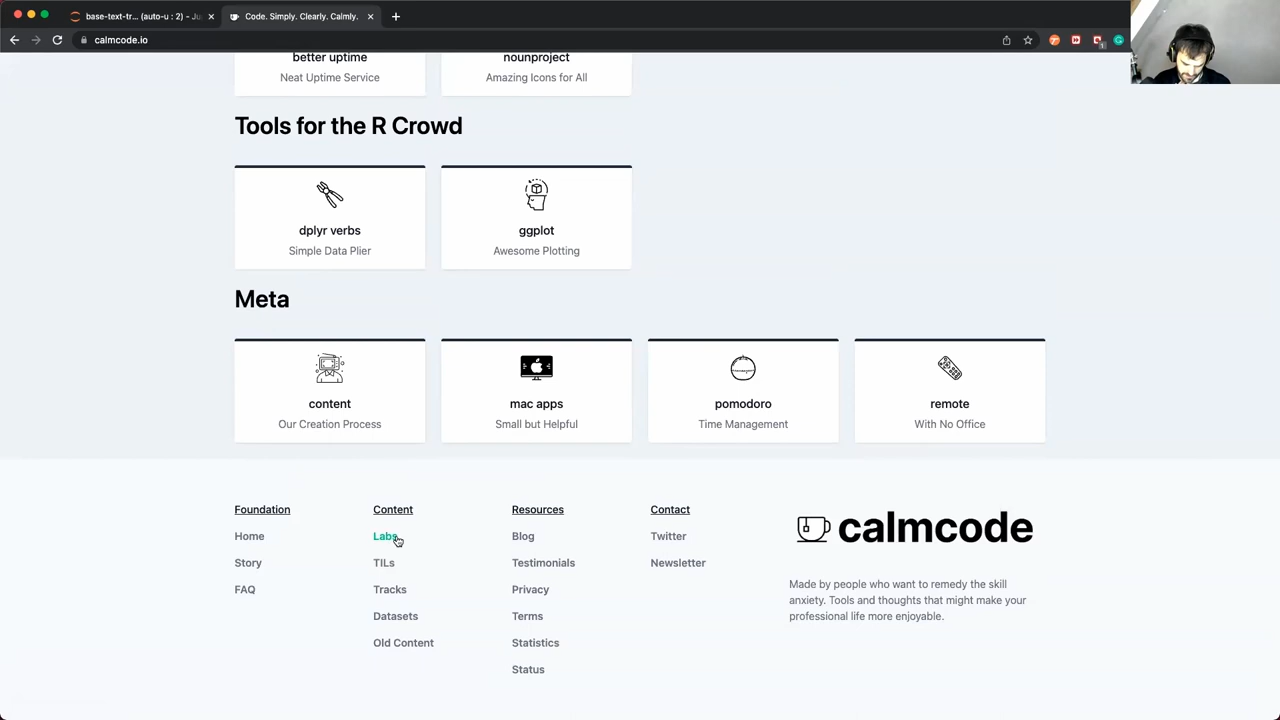 base-text-tr... (auto-u : 2) - Ju
Code. Simply. Clearly. Calmly.
calmcode.io
better uptime
nounproject
Neat Uptime Service
Amazing Icons for All
Tools for the R Crowd
dplyr verbs
ggplot
Simple Data Plier
Awesome Plotting
Meta
content
mac apps
pomodoro
remote
Our Creation Process
Small but Helpful
Time Management
With No Office
Foundation
Content
Resources
Contact
calmcode
Home
Labs
Blog
Twitter
Story
TILs
Testimonials
Newsletter
FAQ
Tracks
Privacy
Made by people who want to remedy the skill
anxiety. Tools and thoughts that might make your
professional life more enjoyable.
Datasets
Terms
Old Content
Statistics
Status